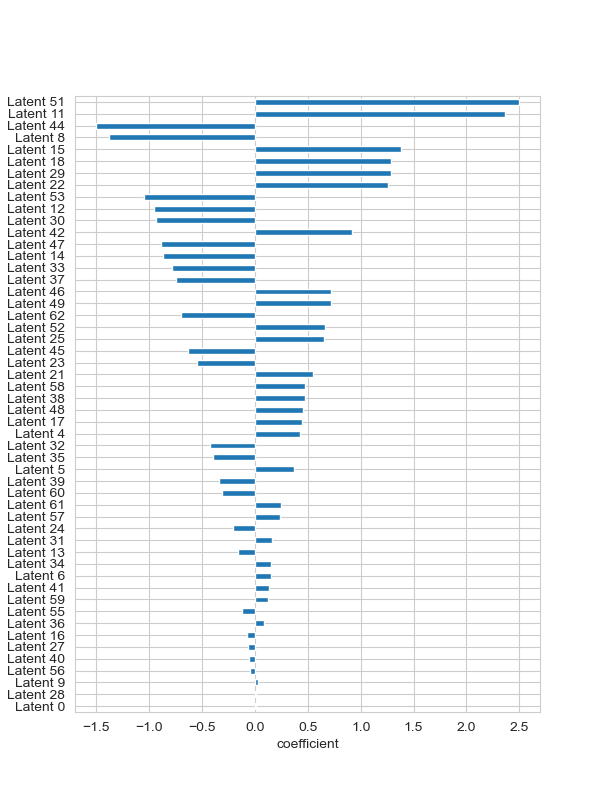 Latent 51
Latent 11
Latent 44
Latent 8
Latent 15
Latent 18
Latent 29
Latent 22
Latent 53
Latent 12
Latent 30
Latent 42
Latent 47
Latent 14
Latent 33
Latent 37
Latent 46
Latent 49
Latent 62
Latent 52
Latent 25
Latent 45
Latent 23
Latent 21
Latent 58
Latent 38
Latent 48
Latent 17
Latent 4
Latent 32
Latent 35
Latent 5
Latent 39
Latent 60
Latent 61
Latent 57
Latent 24
Latent 31
Latent 13
Latent 34
Latent 6
Latent 41
Latent 59
Latent 55
Latent 36
Latent 16
Latent 27
Latent 40
Latent 56
Latent 9
Latent 28
Latent 0
−1.5 −1.0 −0.5 0.0 0.5 1.0 1.5 2.0 2.5
coefficient